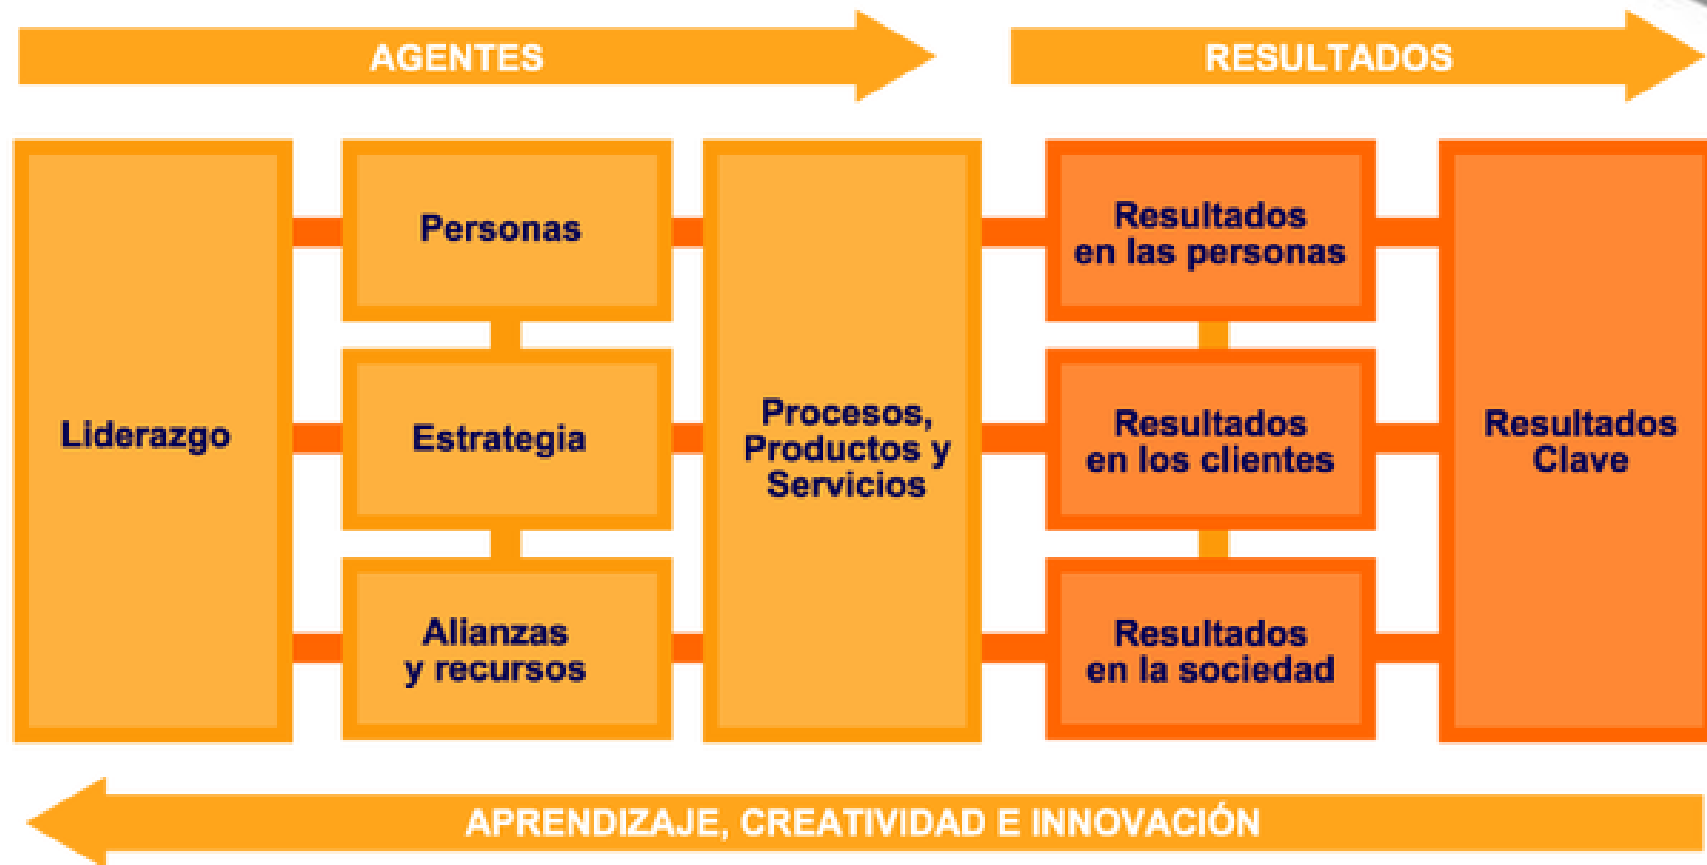 AGENTES
RESULTADOS
Liderazgo
Personas
Estrategia
Alianzas
y recursos
Procesos,
Productos y
Servicios
Resultados
en las personas
Resultados
en los clientes
Resultados
en la sociedad
Resultados
Clave
APRENDIZAJE, CREATIVIDAD E INNOVACIÓN